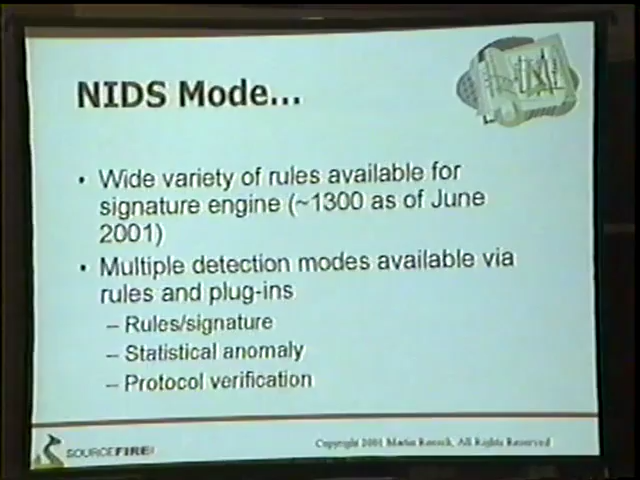 NIDS Mode...
• Wide variety of rules available for
signature engine (~1300 as of June
2001)
• Multiple detection modes available via
rules and plug-ins
– Rules/signature
– Statistical anomaly
– Protocol verification
SOURCEFIRE
Copyright 2001 Martin Roesch, All Rights Reserved